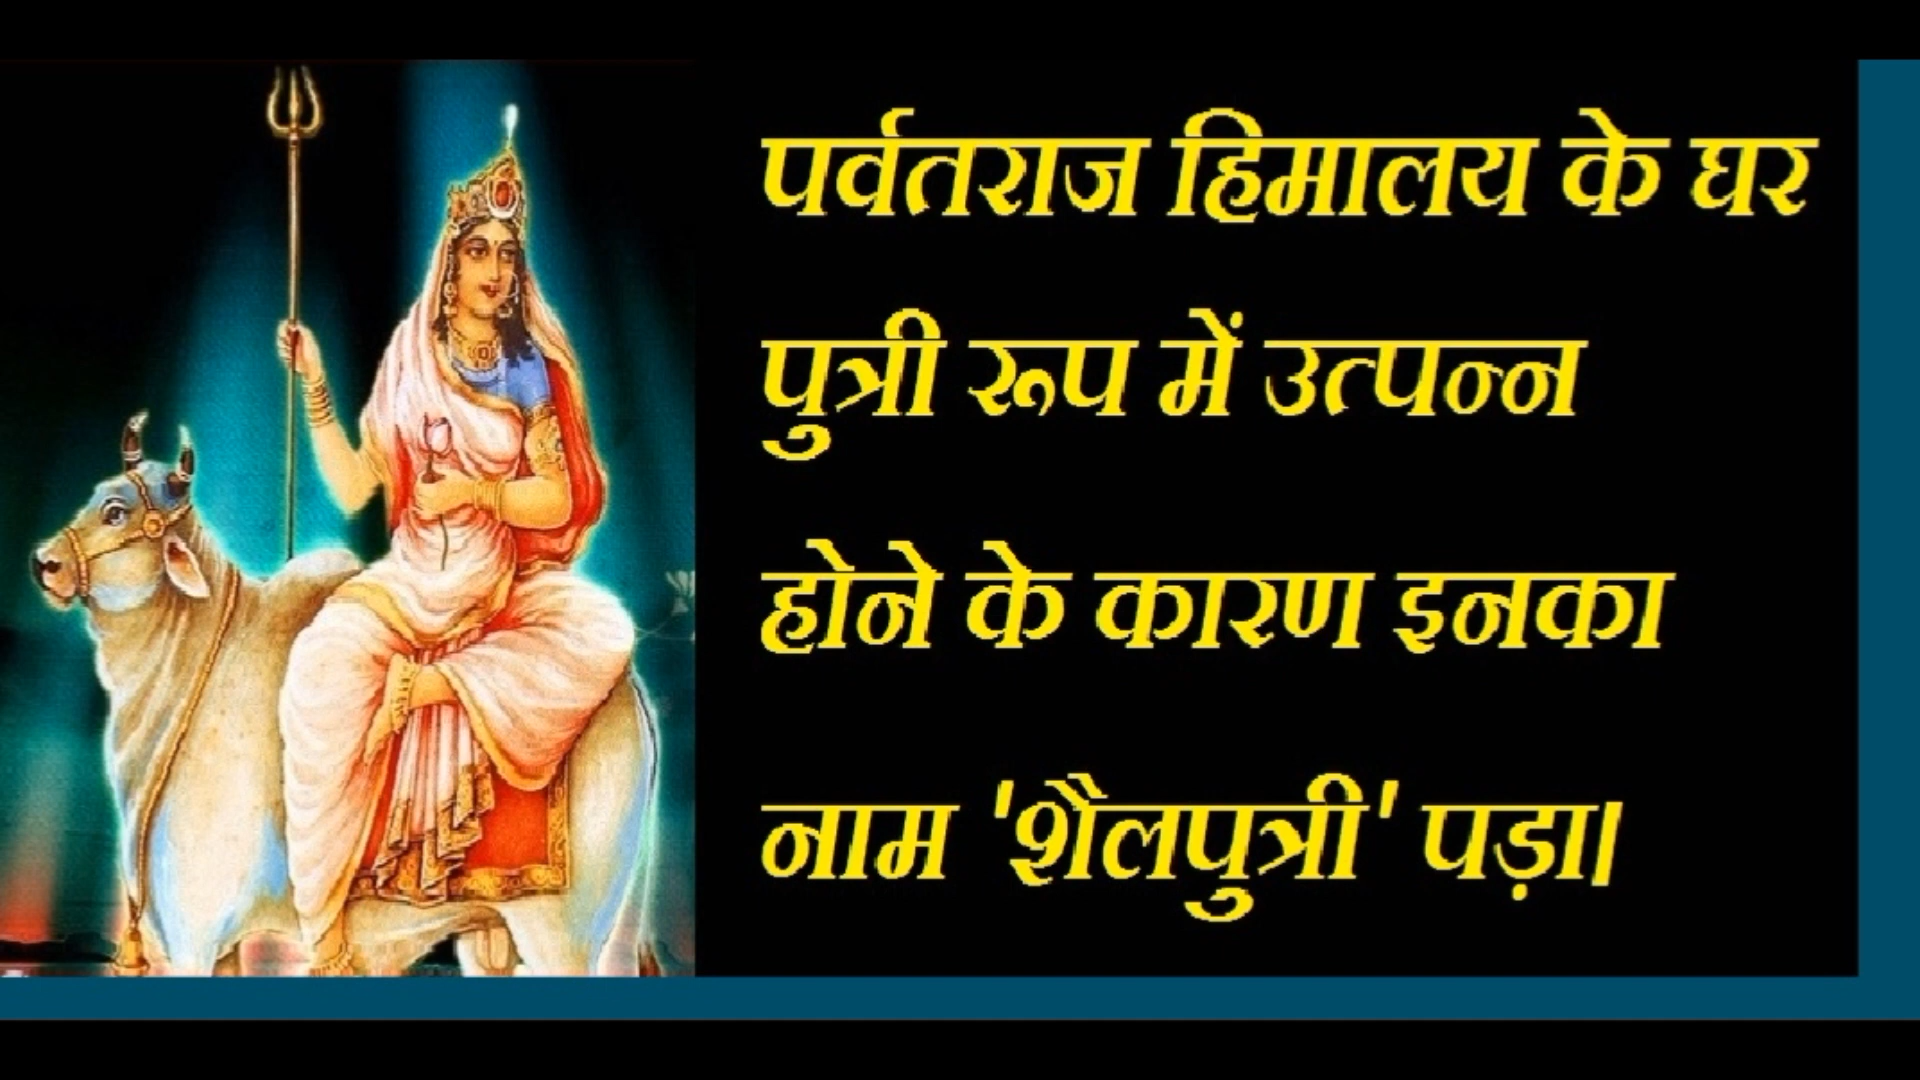 पर्वतराज हिमालय के घर
पुत्री रूप में उत्पन्न
होने के कारण इनका
नाम 'शैलपुत्री' पड़ा।